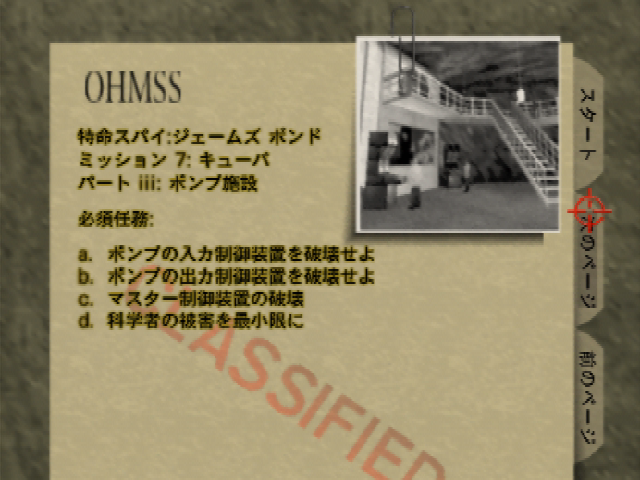 OHMSS
特命スパイ:ジェームズ ボンド
ミッション 7: キューバ
パート iii: ポンプ施設
必須任務:
a. ポンプの入力制御装置を破壊せよ
b. ポンプの出力制御装置を破壊せよ
c. マスター制御装置の破壊
d. 科学者の被害を最小限に
CLASSIFIED
スタート
次のページ
前のページ